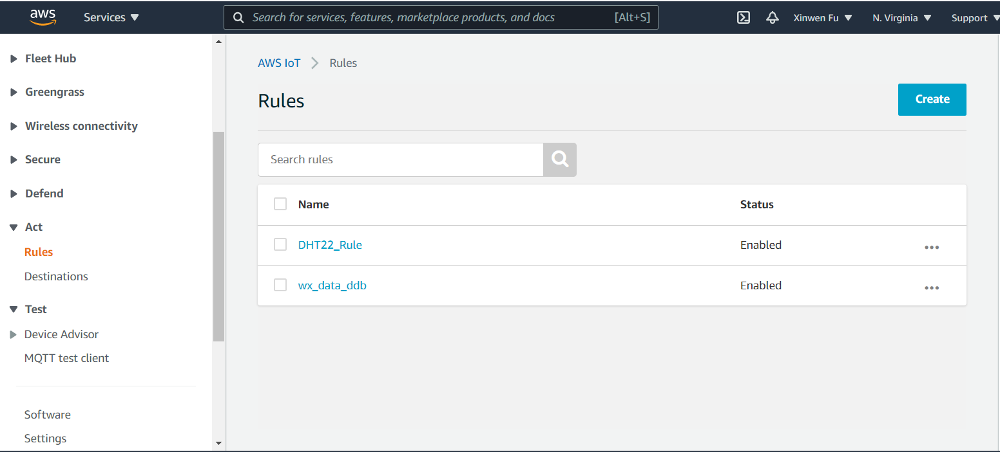 aws
Services
Search for services, features, marketplace products, and docs [Alt+S]
Xinwen Fu
N. Virginia
Support
Fleet Hub
Greengrass
Wireless connectivity
Secure
Defend
Act
Rules
Destinations
Test
Device Advisor
MQTT test client
Software
Settings
AWS IoT Rules
Rules
Create
Search rules
Name Status
DHT22_Rule Enabled
wx_data_ddb Enabled